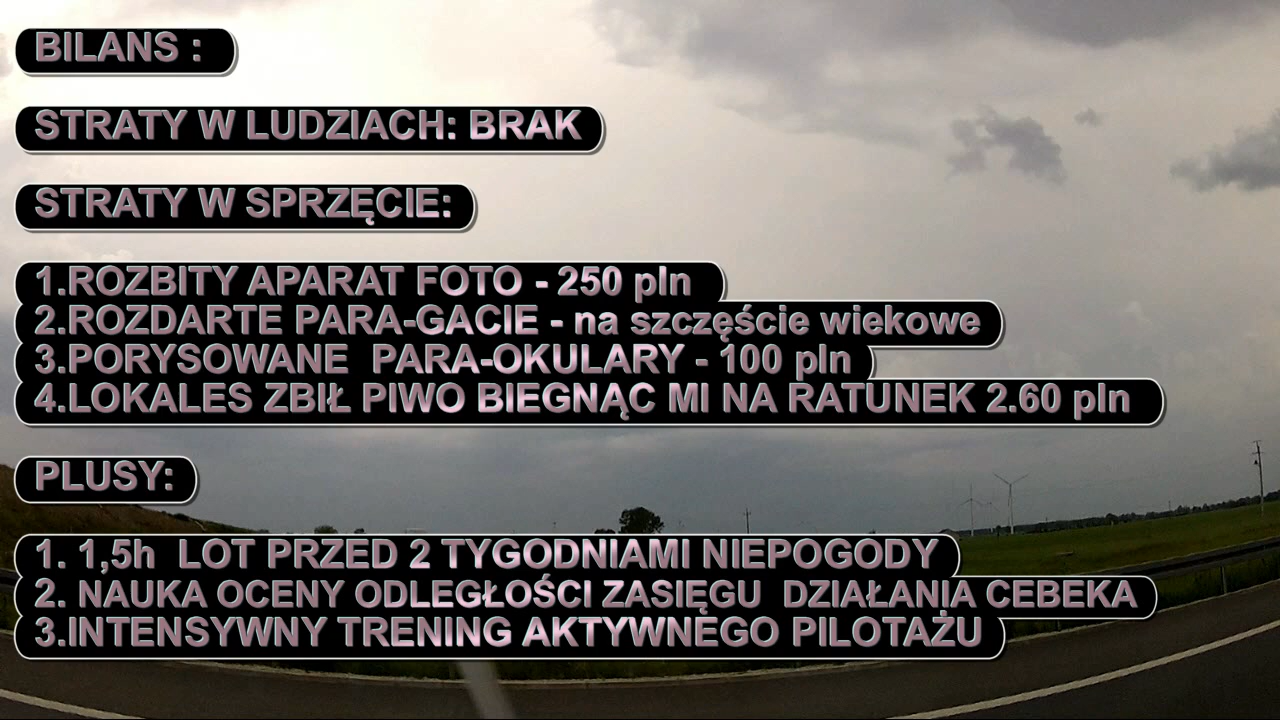 BILANS :
STRATY W LUDZIACH: BRAK
STRATY W SPRZĘCIE:
1.ROZBITY APARAT FOTO - 250 pln
2.ROZDARTE PARA-GACIE - na szczęście wiekowe
3.PORYSOWANE PARA-OKULARY - 100 pln
4.LOKALES ZBIŁ PIWO BIEGNĄC MI NA RATUNEK 2.60 pln
PLUSY:
1. 1,5h LOT PRZED 2 TYGODNIAMI NIEPOGODY
2. NAUKA OCENY ODLEGŁOŚCI ZASIĘGU DZIAŁANIA CEBEKA
3.INTENSYWNY TRENING AKTYWNEGO PILOTAŻU